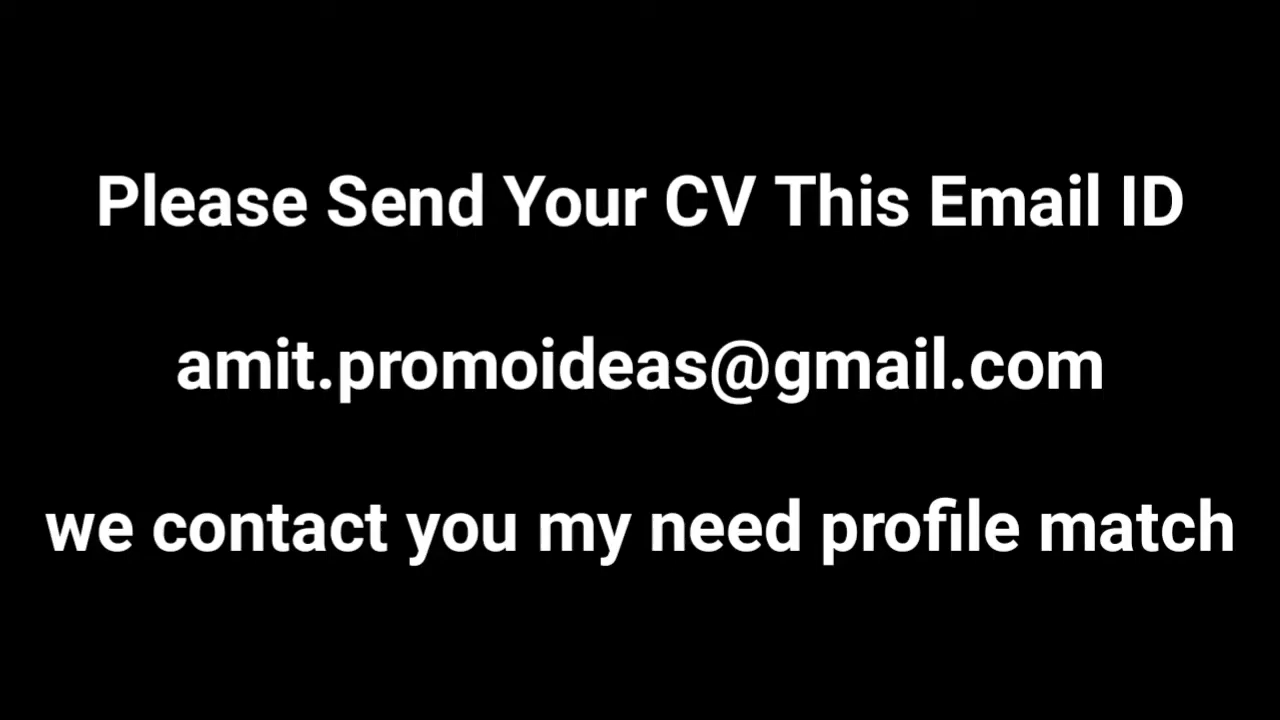 Please Send Your CV This Email ID
amit.promoideas@gmail.com
we contact you my need profile match